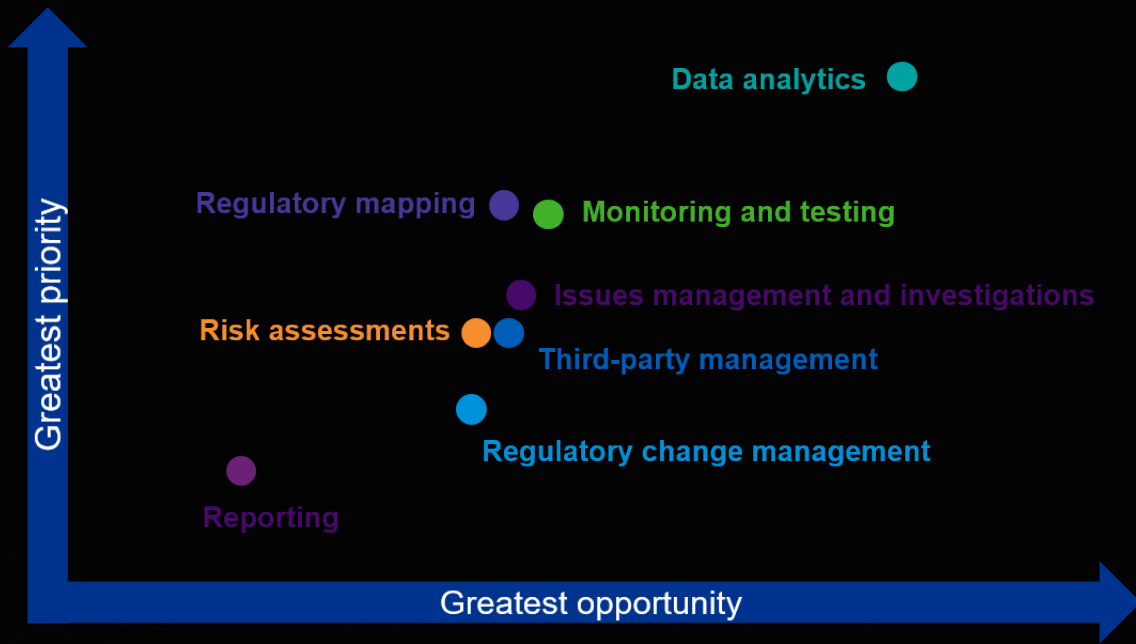 Greatest priority
Data analytics
Regulatory mapping
Monitoring and testing
Issues management and investigations
Risk assessments
Third-party management
Regulatory change management
Reporting
Greatest opportunity